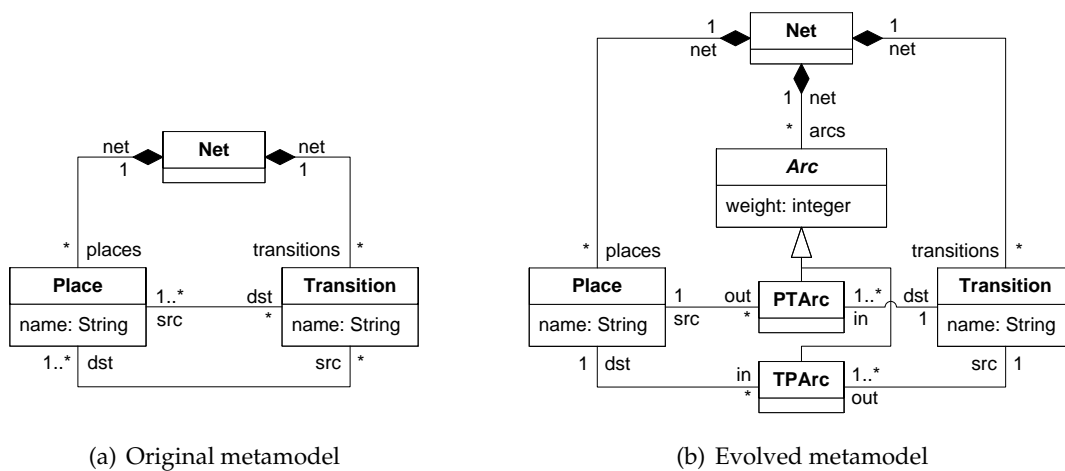 net Net net
1 1
* places transitions *
Place Transition
name: String name: String
1..* dst
src *
1..* dst src *
(a) Original metamodel
1 Net 1
net net
1 net
* arcs
Arc
weight: integer
* places transitions *
Place PTArc Transition
name: String name: String
1 out 1..* dst
src * in 1
1 dst in TPArc 1..* src 1
* out
(b) Evolved metamodel